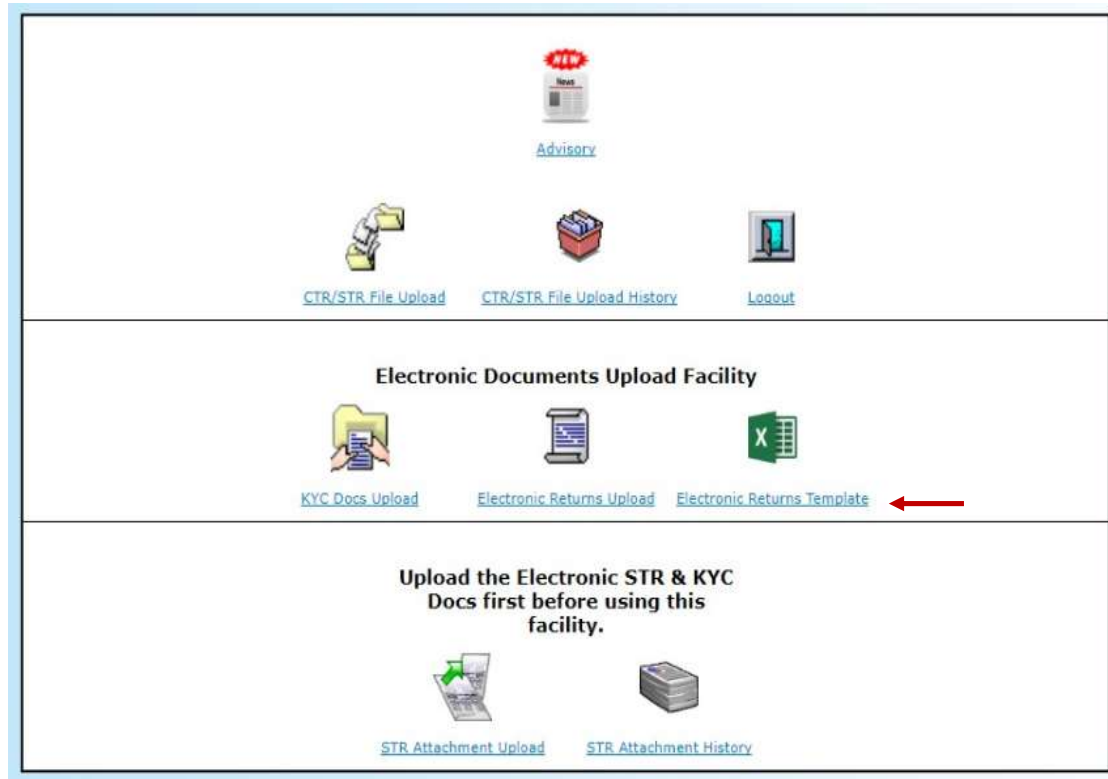 NEW
News
Advisory
CTR/STR File Upload CTR/STR File Upload History Logout
Electronic Documents Upload Facility
X
KYC Docs Upload Electronic Returns Upload Electronic Returns Template
Upload the Electronic STR & KYC
Docs first before using this
facility.
STR Attachment Upload STR Attachment History